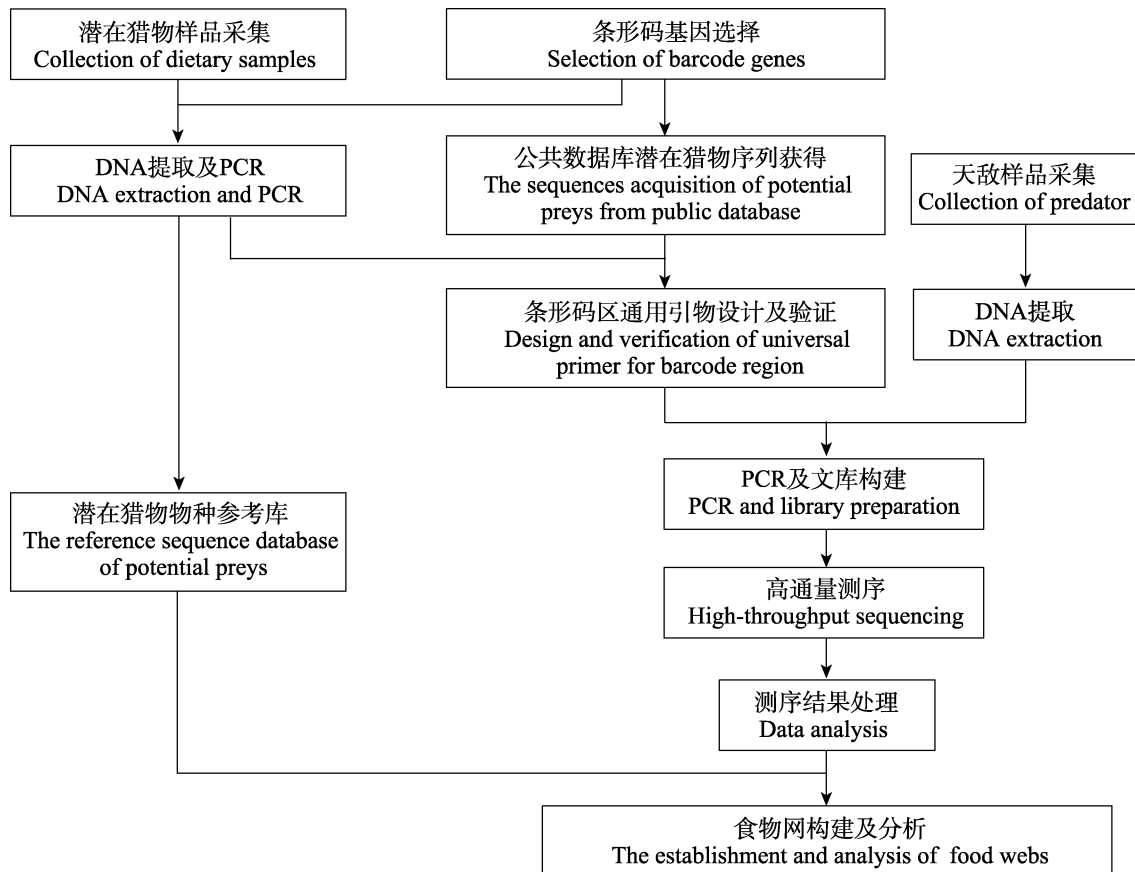 潜在猎物样品采集
Collection of dietary samples
条形码基因选择
Selection of barcode genes
DNA提取及PCR
DNA extraction and PCR
公共数据库潜在猎物序列获得
The sequences acquisition of potential
preys from public database
天敌样品采集
Collection of predator
条形码区通用引物设计及验证
Design and verification of universal
primer for barcode region
DNA提取
DNA extraction
PCR及文库构建
PCR and library preparation
潜在猎物物种参考库
The reference sequence database
of potential preys
高通量测序
High-throughput sequencing
测序结果处理
Data analysis
食物网构建及分析
The establishment and analysis of food webs